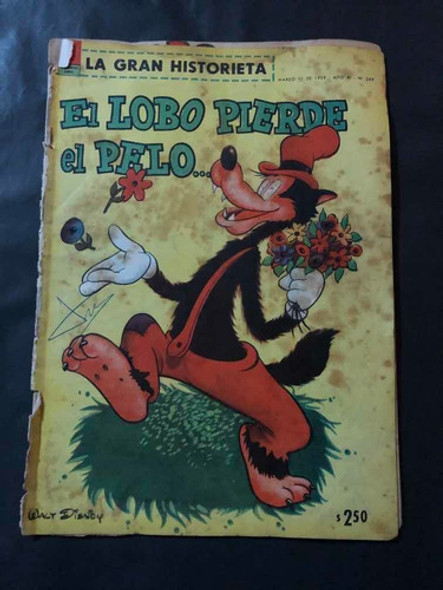 LA GRAN HISTORIETA
El LOBO PIERDE
el PELO...
Walt Disney
$ 2.50